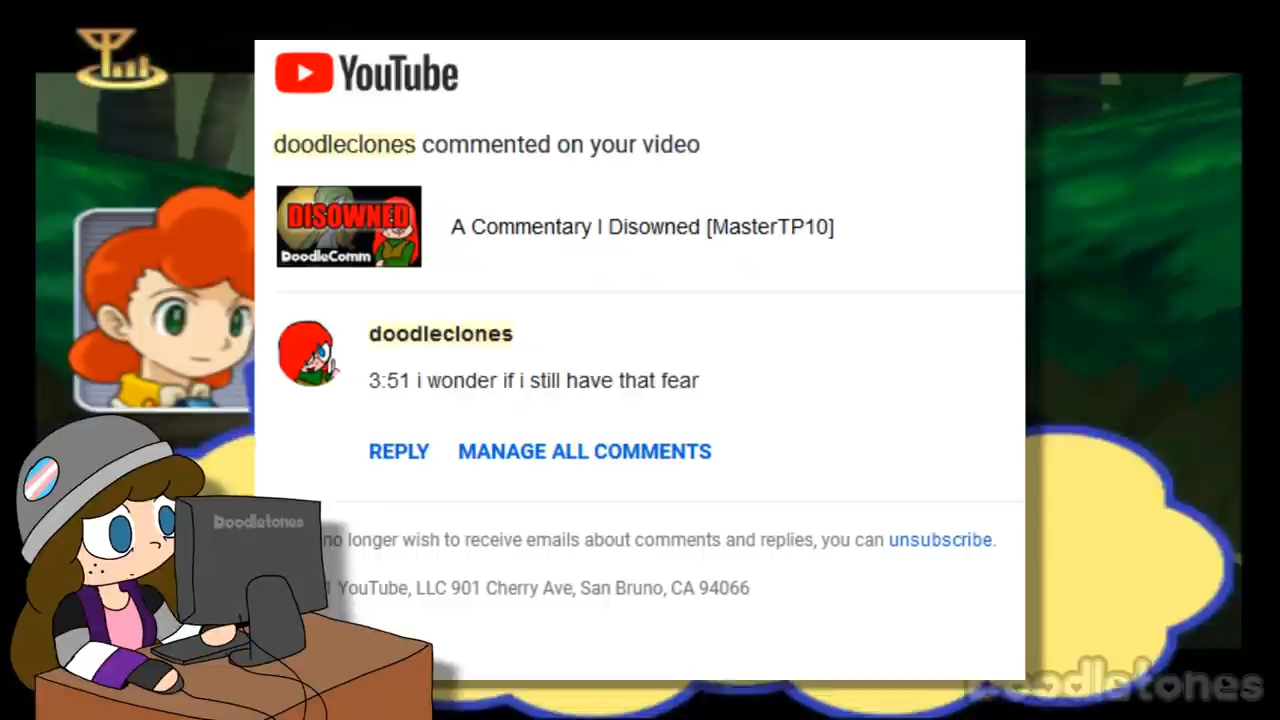 YouTube
doodleclones commented on your video
DISOWNED
DoodleComm
A Commentary I Disowned [MasterTP10]
doodleclones
3:51 i wonder if i still have that fear
REPLY MANAGE ALL COMMENTS
Doodletones
no longer wish to receive emails about comments and replies, you can unsubscribe.
YouTube, LLC 901 Cherry Ave, San Bruno, CA 94066
Doodletones